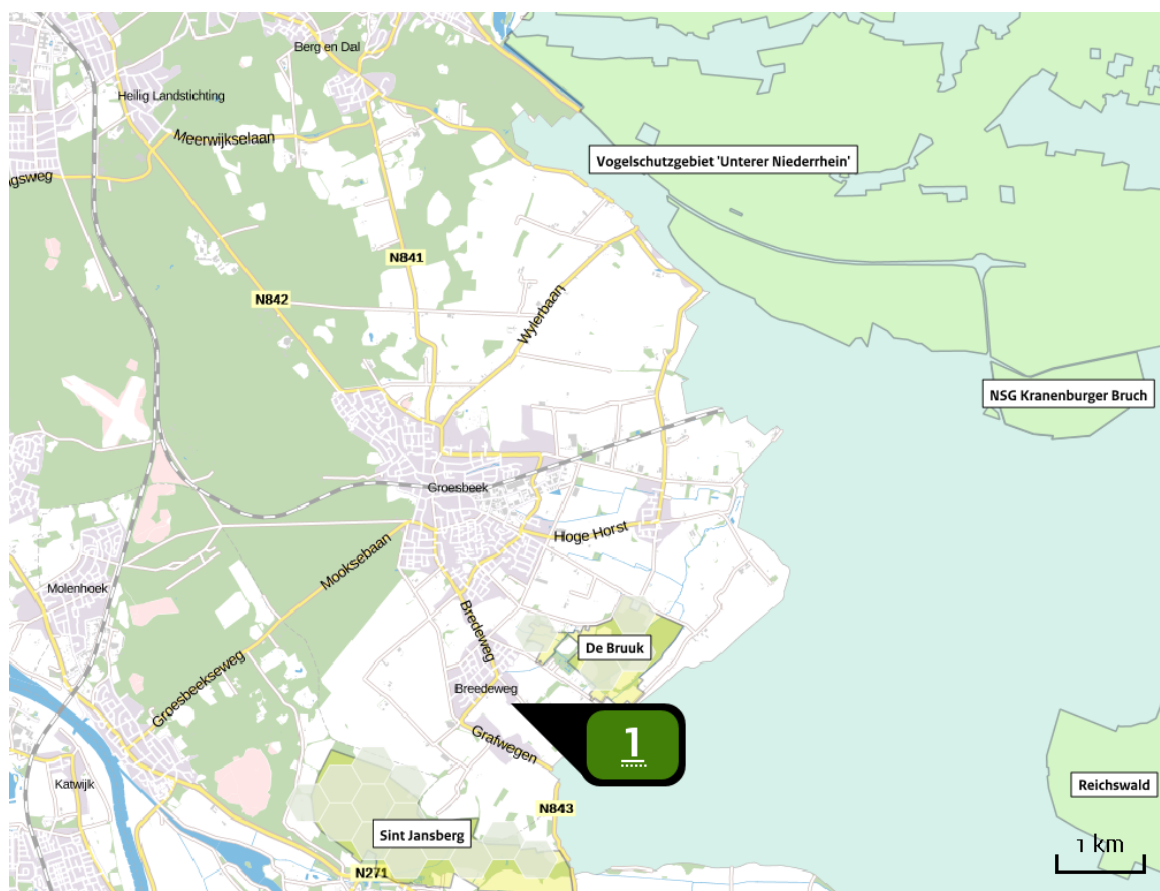 Berg en Dal
Heilig Landstichting
Meerwijkselaan
ngsweg
Vogelschutzgebiet 'Unterer Niederrhein'
N841
N842
Wylerbaan
NSG Kranenburger Bruch
Groesbeek
Hoge Horst
Mooksebaan
Molenhoek
Bredeweg
De Bruuk
Groesbeekseweg
Breedeweg
1
Grafwegen
Katwijk
Reichswald
N843
Sint Jansberg
1 km
N271